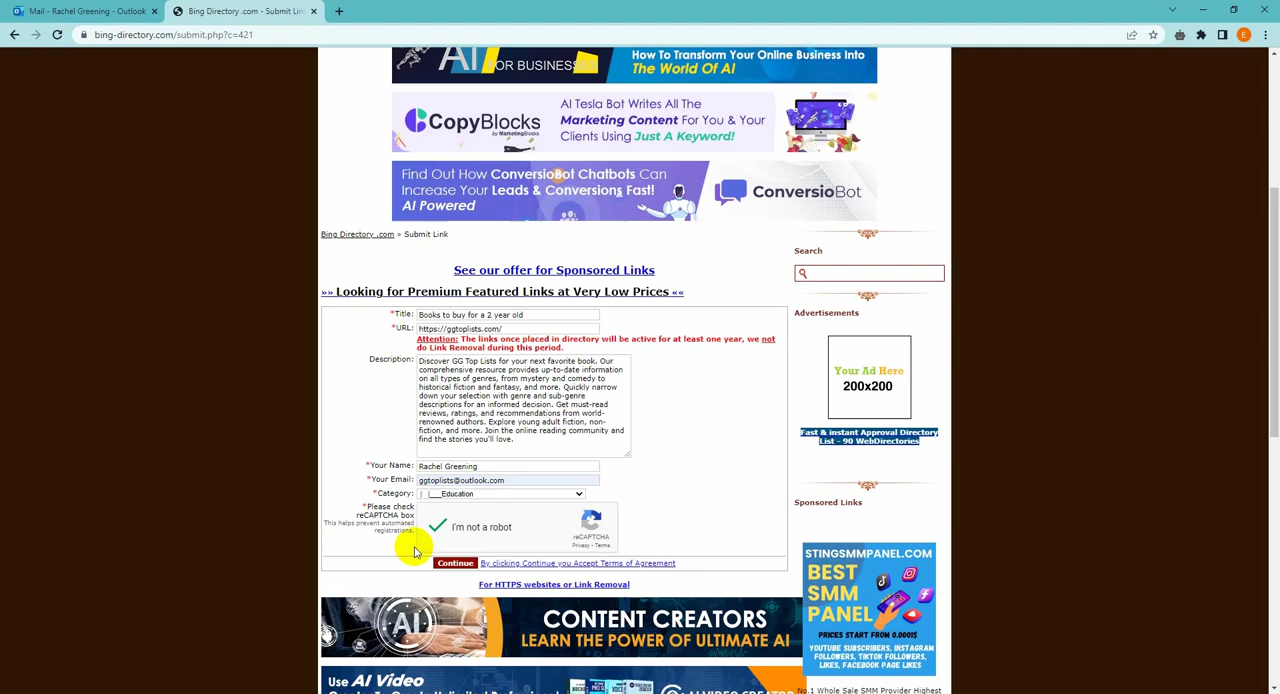 Mail - Rachel Greening - Outlook
Bing Directory .com - Submit Lin
bing-directory.com/submit.php?c=421
E
AI OR BUSINESS
How To Transform Your Online Business Into
The World Of AI
CopyBlocks
by MarketingBlocks
AI Tesla Bot Writes All The
Marketing Content For You & Your
Clients Using Just A Keyword!
Find Out How ConversioBot Chatbots Can
Increase Your Leads & Conversions Fast!
AI Powered
ConversioBot
Bing Directory .com » Submit Link
See our offer for Sponsored Links
»» Looking for Premium Featured Links at Very Low Prices ««
*Title: Books to buy for a 2 year old
*URL: https://ggtoplists.com/
Attention: The links once placed in directory will be active for at least one year, we not
do Link Removal during this period.
Description: Discover GG Top Lists for your next favorite book. Our
comprehensive resource provides up-to-date information
on all types of genres, from mystery and comedy to
historical fiction and fantasy, and more. Quickly narrow
down your selection with genre and sub-genre
descriptions for an informed decision. Get must-read
reviews, ratings, and recommendations from world-
renowned authors. Explore young adult fiction, non-
fiction, and more. Join the online reading community and
find the stories you'll love.
*Your Name: Rachel Greening
*Your Email: ggtoplists@outlook.com
*Category: | |___Education
*Please check
reCAPTCHA box
This helps prevent automated
registrations.
I'm not a robot
reCAPTCHA
Privacy - Terms
Continue By clicking Continue you Accept Terms of Agreement
For HTTPS websites or Link Removal
AI
CONTENT CREATORS
LEARN THE POWER OF ULTIMATE AI
Use AI Video
Search
Advertisements
Your Ad Here
200x200
Fast & instant Approval Directory
List - 90 WebDirectories
Sponsored Links
STINGSMMPANEL.COM
BEST
SMM
PANEL
PRICES START FROM 0.0001$
YOUTUBE SUBSCRIBERS, INSTAGRAM
FOLLOWERS, TIKTOK FOLLOWERS,
LIKES, FACEBOOK PAGE LIKES
No.1 Whole Sale SMM Provider Highest